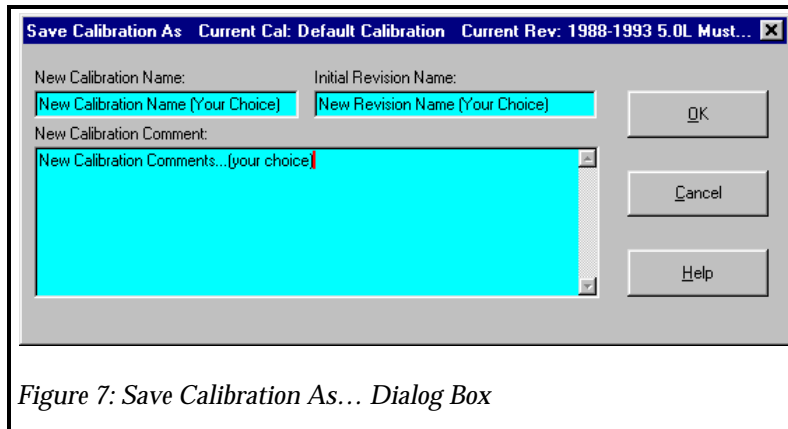 Save Calibration As Current Cal: Default Calibration Current Rev: 1988-1993 5.0L Must...
New Calibration Name: Initial Revision Name:
New Calibration Name (Your Choice) New Revision Name (Your Choice)
OK
New Calibration Comment:
New Calibration Comments...(your choice)
Cancel
Help
Figure 7: Save Calibration As… Dialog Box